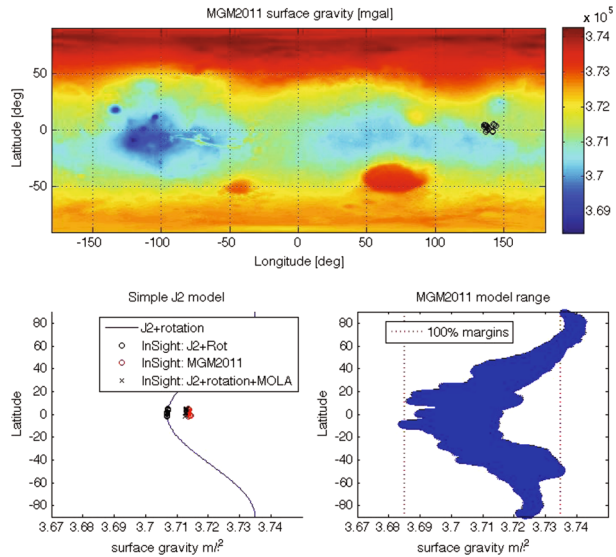 MGM2011 surface gravity [mgal]
x 10^5
3.74
3.73
3.72
3.71
3.7
3.69
50
0
-50
Latitude [deg]
-150 -100 -50 0 50 100 150
Longitude [deg]
Simple J2 model
J2+rotation
InSight: J2+Rot
InSight: MGM2011
InSight: J2+rotation+MOLA
80
60
40
20
0
-20
-40
-60
-80
Latitude
3.67 3.68 3.69 3.7 3.71 3.72 3.73 3.74
surface gravity m/s²
MGM2011 model range
100% margins
80
60
40
20
0
-20
-40
-60
-80
Latitude
3.67 3.68 3.69 3.7 3.71 3.72 3.73 3.74
surface gravity m/s²